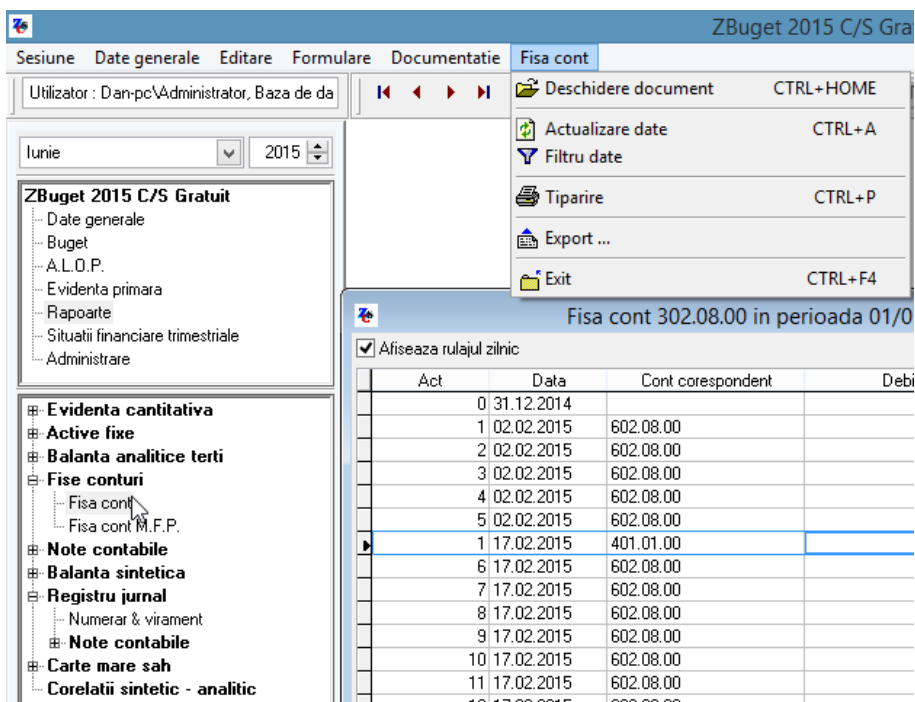 ZBuget 2015 C/S Gra
Sesiune Date generale Editare Formulare Documentatie Fisa cont
Utilizator : Dan-pc\Administrator, Baza de da
Deschidere document CTRL+HOME
Actualizare date CTRL+A
Filtru date
Tiparire CTRL+P
Export ...
Exit CTRL+F4
Iunie 2015
ZBuget 2015 C/S Gratuit
Date generale
Buget
A.L.O.P.
Evidenta primara
Rapoarte
Situatii financiare trimestriale
Administrare
Evidenta cantitativa
Active fixe
Balanta analitice terti
Fise conturi
Fisa cont
Fisa cont M.F.P.
Note contabile
Balanta sintetica
Registru jurnal
Numerar & virament
Note contabile
Carte mare sah
Corelatii sintetic - analitic
Fisa cont 302.08.00 in perioada 01/0
Afiseaza rulajul zilnic
Act Data Cont corespondent Debi
0 31.12.2014
1 02.02.2015 602.08.00
2 02.02.2015 602.08.00
3 02.02.2015 602.08.00
4 02.02.2015 602.08.00
5 02.02.2015 602.08.00
1 17.02.2015 401.01.00
6 17.02.2015 602.08.00
7 17.02.2015 602.08.00
8 17.02.2015 602.08.00
9 17.02.2015 602.08.00
10 17.02.2015 602.08.00
11 17.02.2015 602.08.00